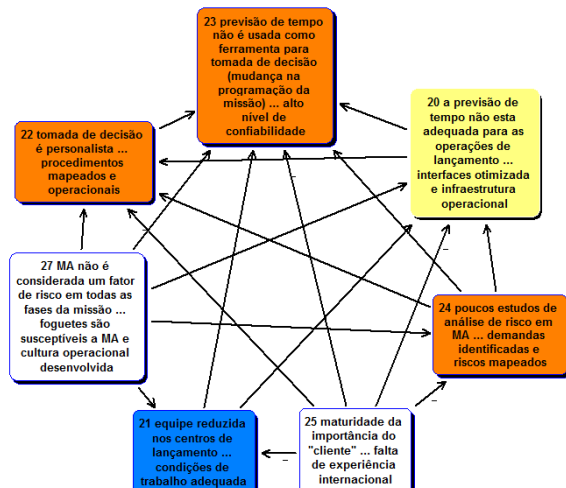 23 previsão de tempo
não é usada como
ferramenta para
tomada de decisão
(mudança na
programação da
missão) ... alto
nível de
confiabilidade
20 a previsão de
tempo não esta
adequada para as
operações de
lançamento ...
interfaces otimizada
e infraestrutura
operacional
22 tomada de decisão
é personalista ...
procedimentos
mapeados e
operacionais
27 MA não é
considerada um fator
de risco em todas as
fases da missão ...
foguetes são
susceptíveis a MA e
cultura operacional
desenvolvida
24 poucos estudos de
análise de risco em
MA ... demandas
identificadas e
riscos mapeados
21 equipe reduzida
nos centros de
lançamento ...
condições de
trabalho adequada
25 maturidade da
importância do
"cliente" ... falta
de experiência
internacional